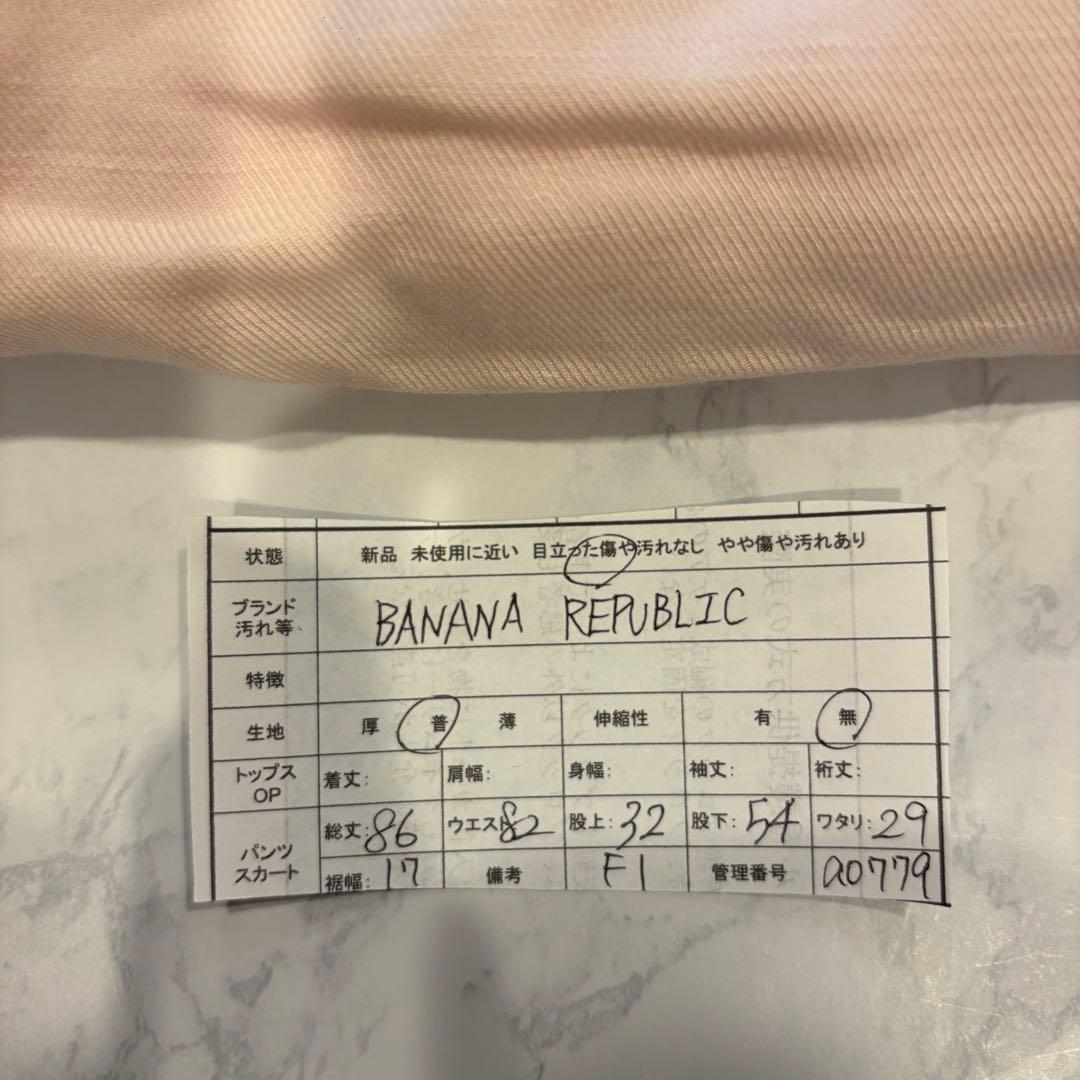 状態 新品 未使用に近い 目立った傷や汚れなし やや傷や汚れあり
ブランド
汚れ等 BANANA REPUBLIC
特徴
生地 厚 普 薄 伸縮性 有 無
トップス
OP 着丈: 肩幅: 身幅: 袖丈: 裄丈:
パンツ
スカート 総丈:86 ウエスト82 股上:32 股下:54 ワタリ:29
裾幅:17 備考 F1 管理番号 a0779